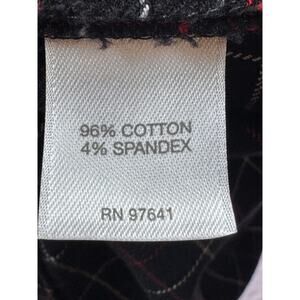 96% COTTON
4% SPANDEX
RN 97641